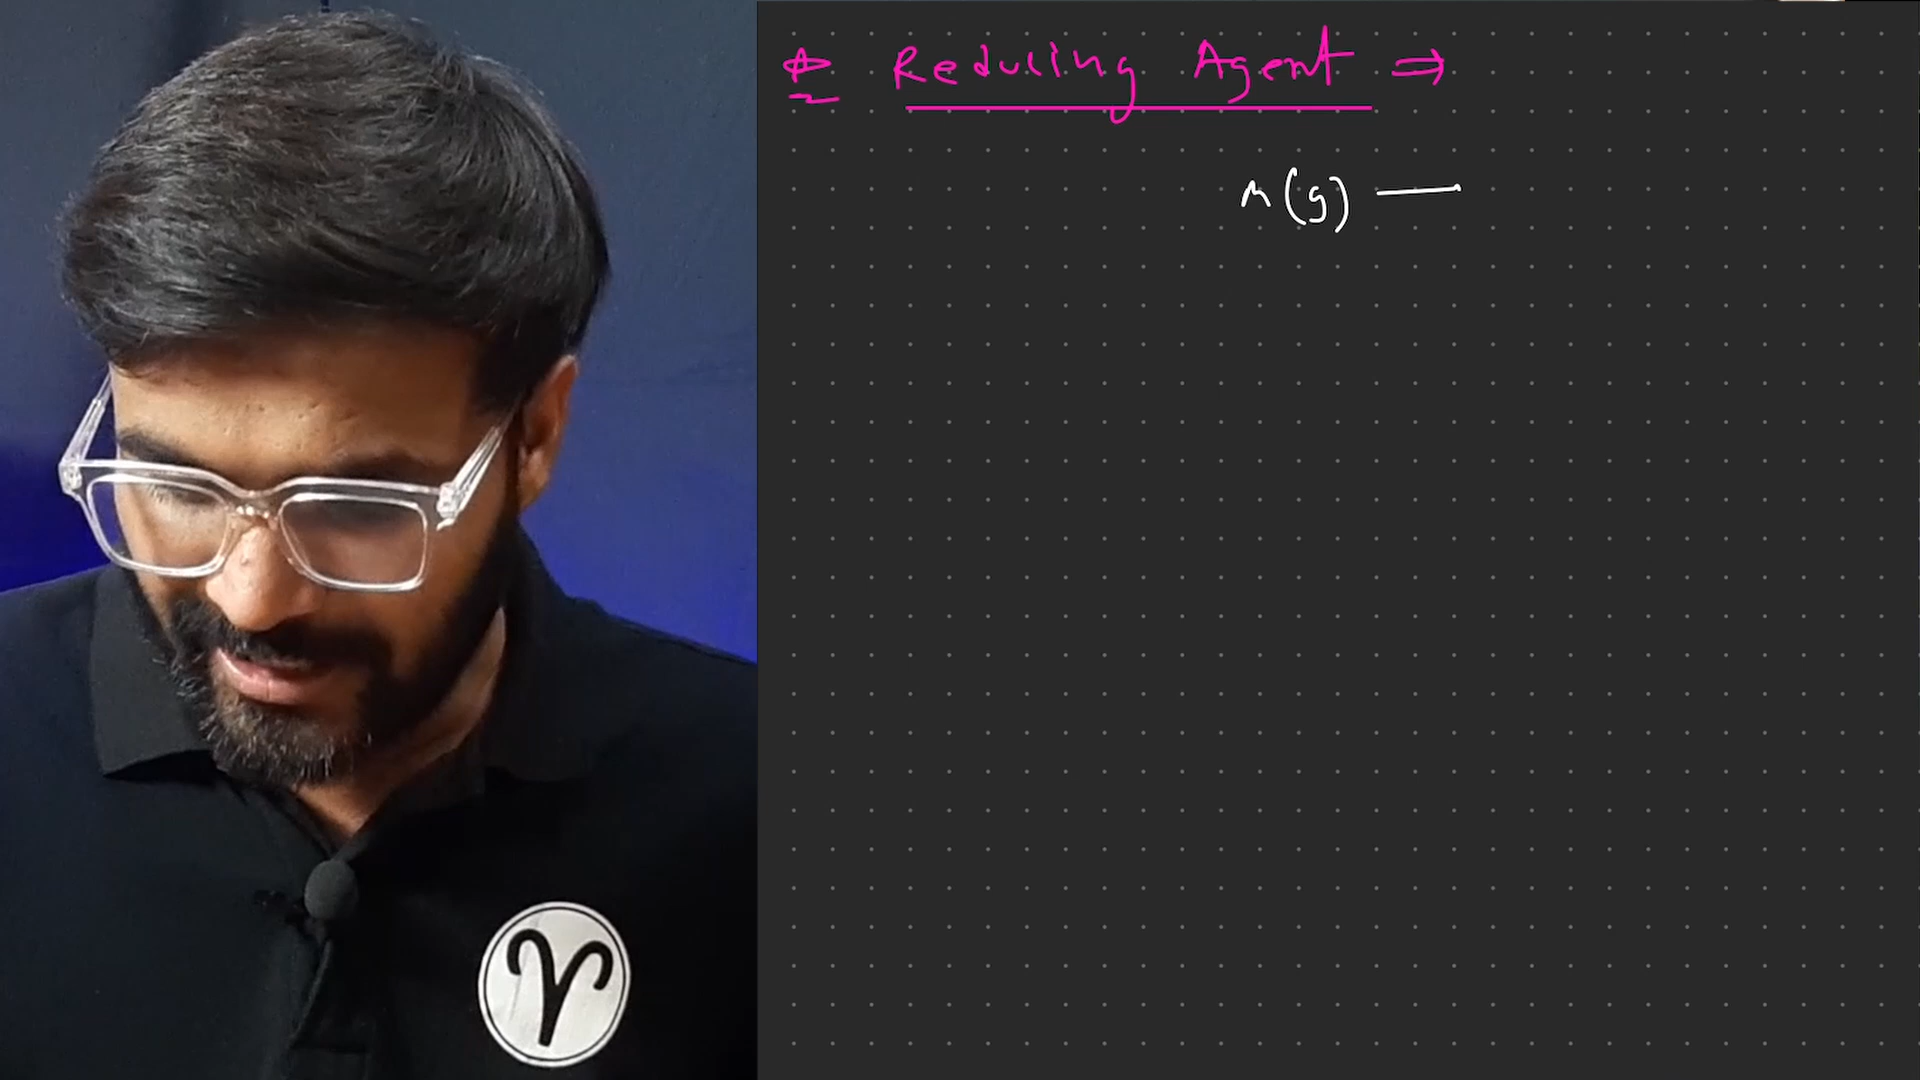 Reducing Agent ⇒
M(g) —